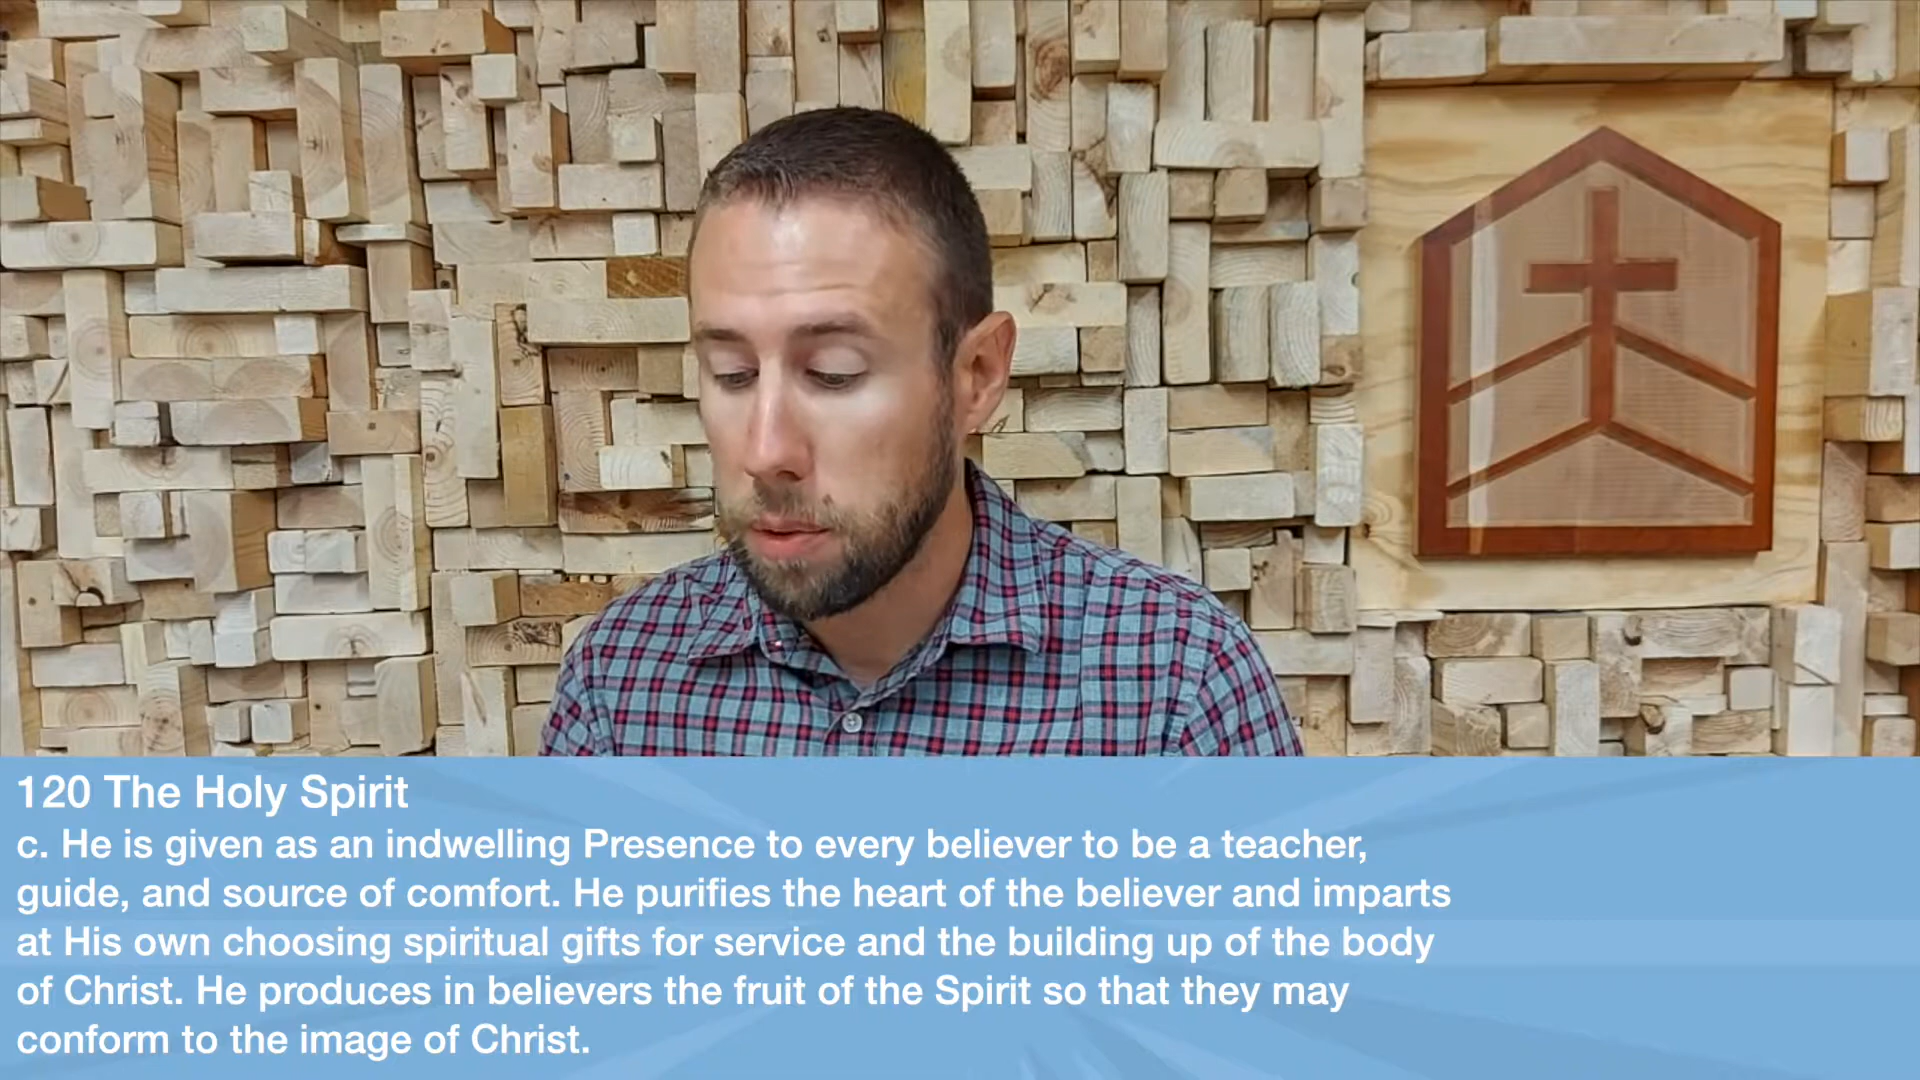 120 The Holy Spirit
c. He is given as an indwelling Presence to every believer to be a teacher,
guide, and source of comfort. He purifies the heart of the believer and imparts
at His own choosing spiritual gifts for service and the building up of the body
of Christ. He produces in believers the fruit of the Spirit so that they may
conform to the image of Christ.